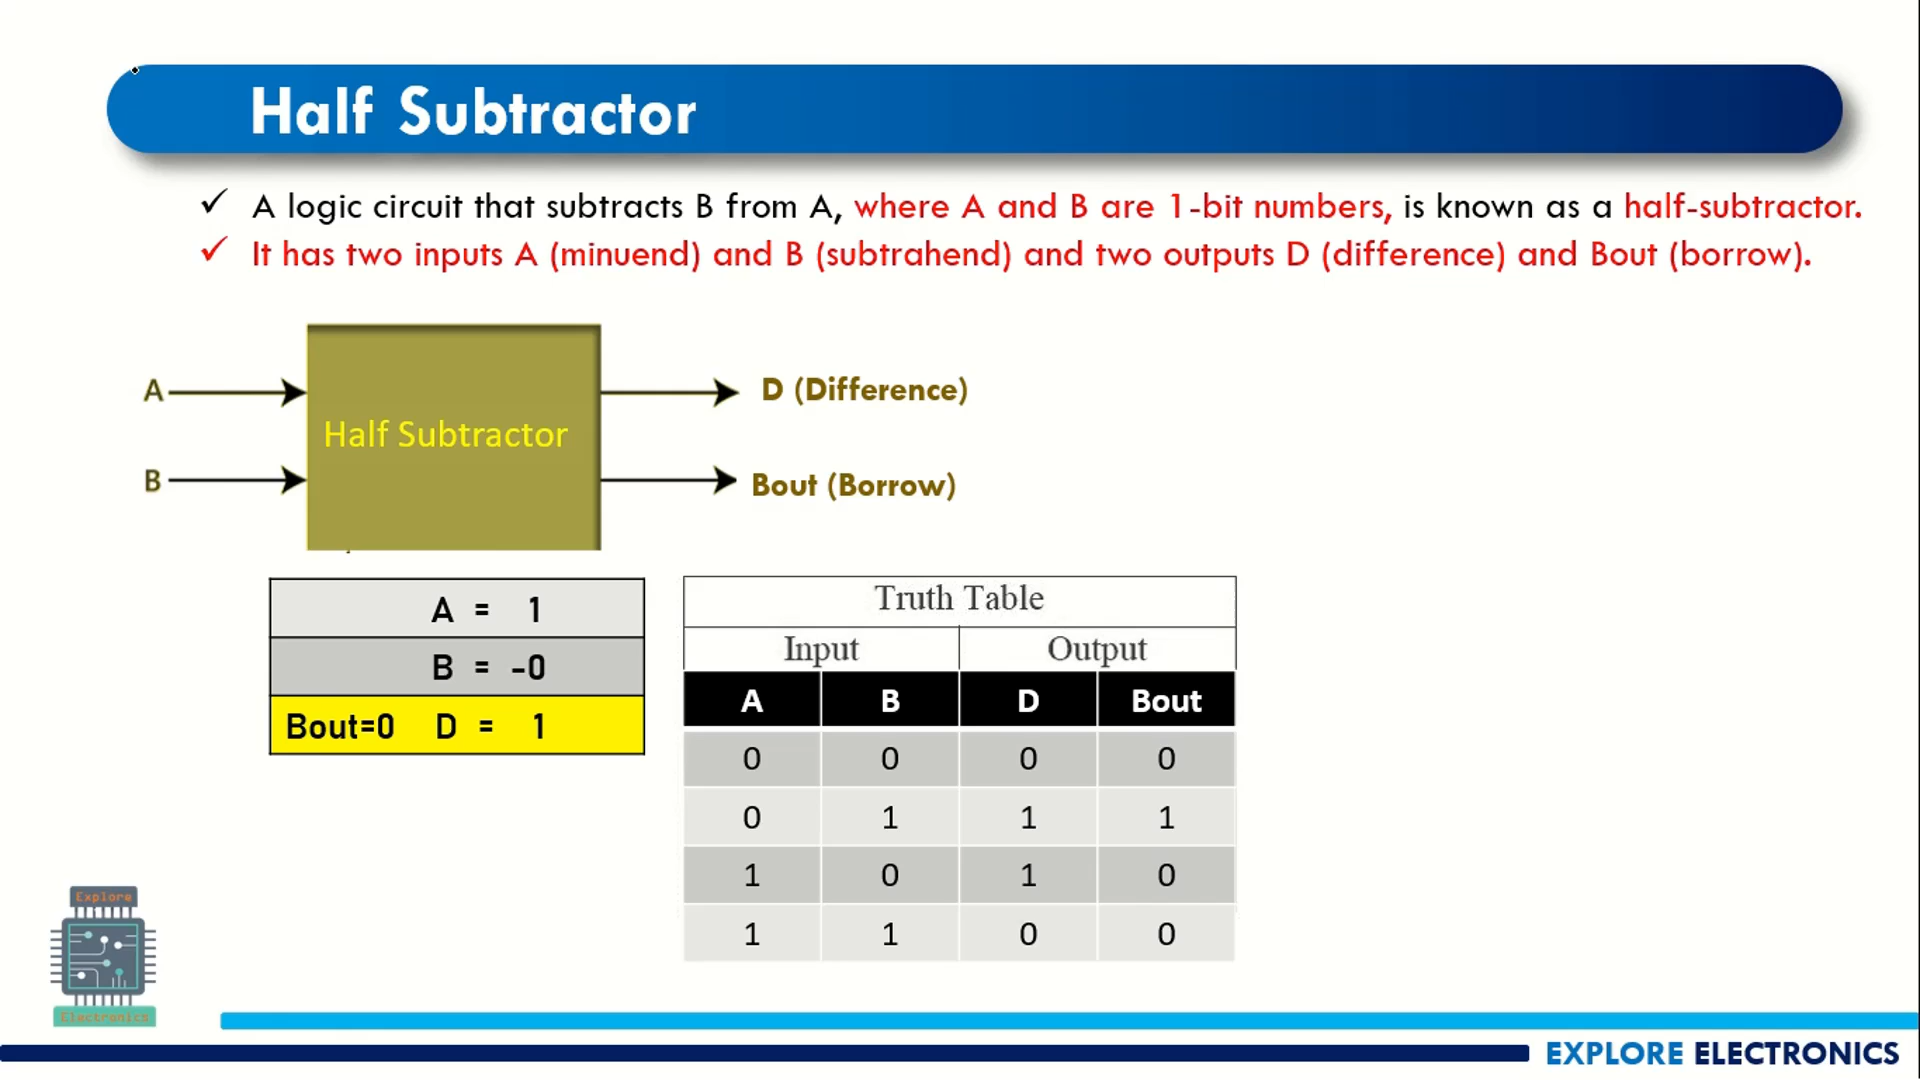 Half Subtractor
✓ A logic circuit that subtracts B from A, where A and B are 1-bit numbers, is known as a half-subtractor.
✓ It has two inputs A (minuend) and B (subtrahend) and two outputs D (difference) and Bout (borrow).
A
D (Difference)
Half Subtractor
B
Bout (Borrow)
A = 1
B = -0
Bout=0 D = 1
Truth Table
Input Output
A B D Bout
0 0 0 0
0 1 1 1
1 0 1 0
1 1 0 0
Explore
Electronics
EXPLORE ELECTRONICS